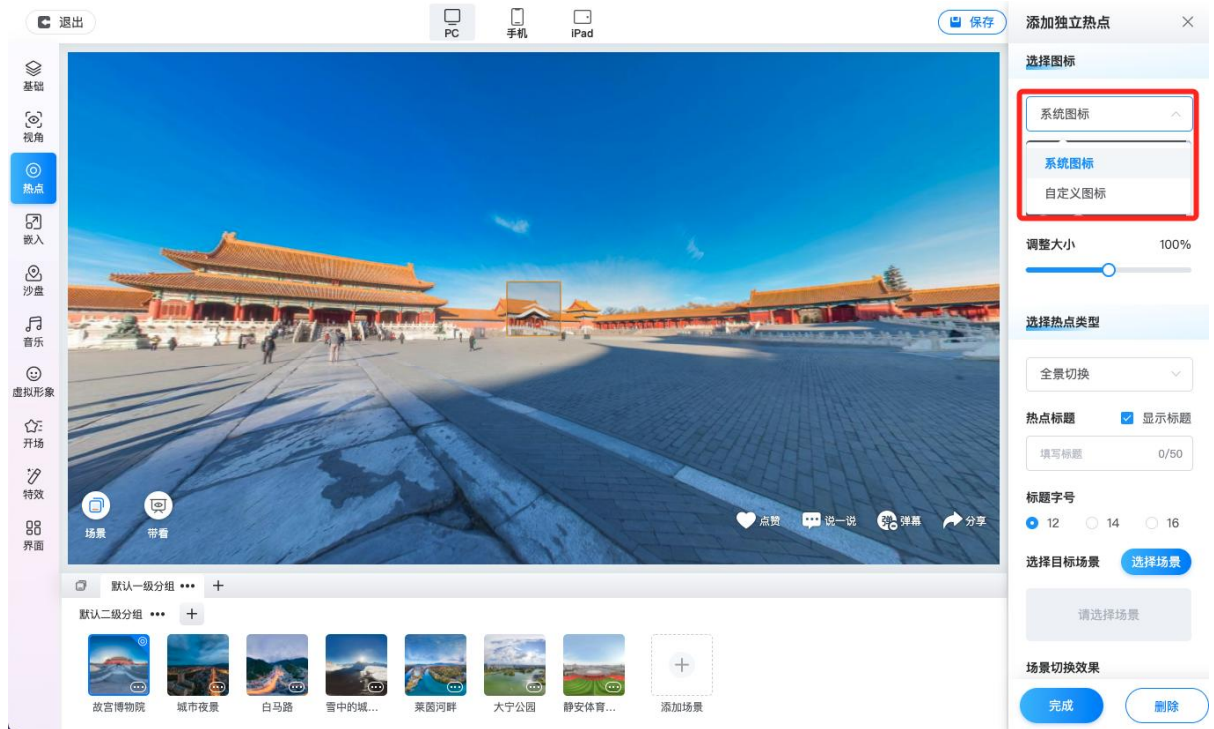 退出
PC
手机
iPad
保存
添加独立热点
基础
视角
热点
嵌入
沙盘
音乐
虚拟形象
开场
特效
界面
场景
带看
点赞
说一说
弹幕
分享
默认一级分组 •••
默认二级分组 •••
故宫博物院
城市夜景
白马路
雪中的城...
莱茵河畔
大宁公园
静安体育...
添加场景
选择图标
系统图标
系统图标
自定义图标
调整大小 100%
选择热点类型
全景切换
热点标题 显示标题
填写标题 0/50
标题字号
12 14 16
选择目标场景 选择场景
请选择场景
场景切换效果
完成 删除